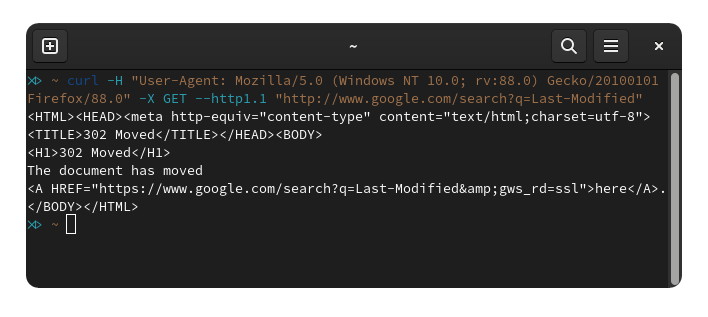 ~
~ curl -H "User-Agent: Mozilla/5.0 (Windows NT 10.0; rv:88.0) Gecko/20100101
Firefox/88.0" -X GET --http1.1 "http://www.google.com/search?q=Last-Modified"
<HTML><HEAD><meta http-equiv="content-type" content="text/html;charset=utf-8">
<TITLE>302 Moved</TITLE></HEAD><BODY>
<H1>302 Moved</H1>
The document has moved
<A HREF="https://www.google.com/search?q=Last-Modified&amp;gws_rd=ssl">here</A>.
</BODY></HTML>
~